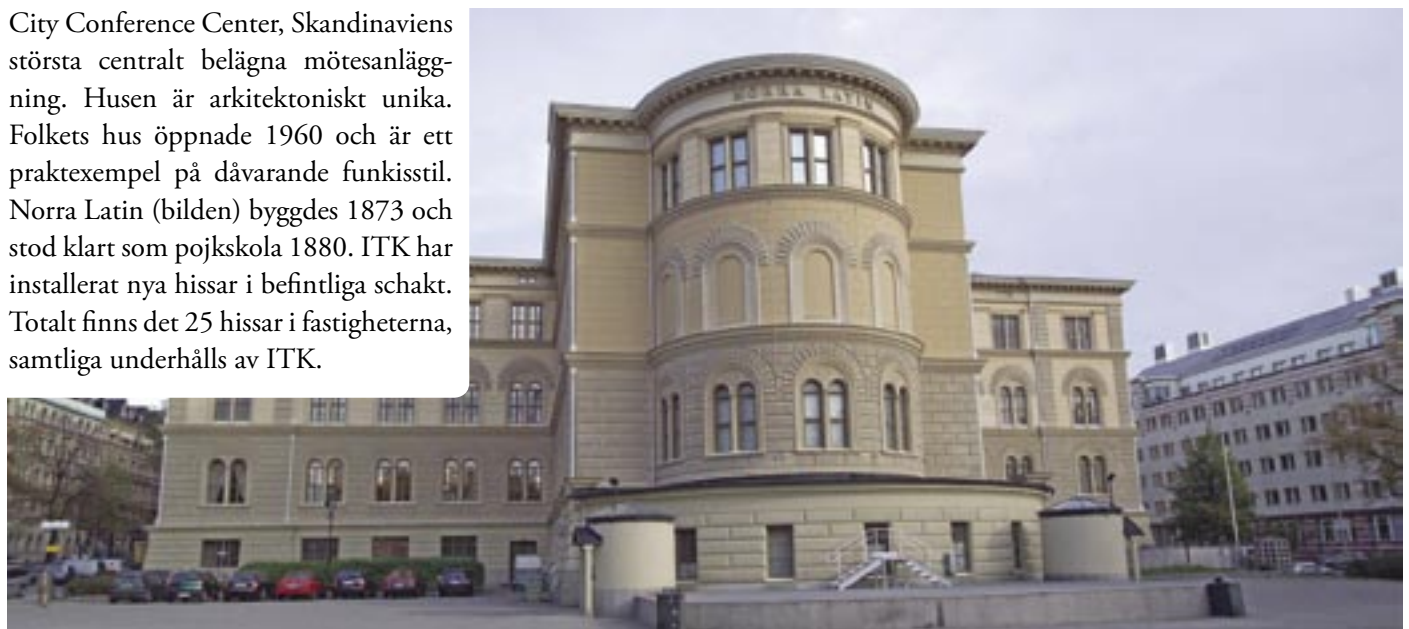 City Conference Center, Skandinaviens
största centralt belägna mötesanlägg-
ning. Husen är arkitektoniskt unika.
Folkets hus öppnade 1960 och är ett
praktexempel på dåvarande funkisstil.
Norra Latin (bilden) byggdes 1873 och
stod klart som pojkskola 1880. ITK har
installerat nya hissar i befintliga schakt.
Totalt finns det 25 hissar i fastigheterna,
samtliga underhålls av ITK.
NORRA LATIN